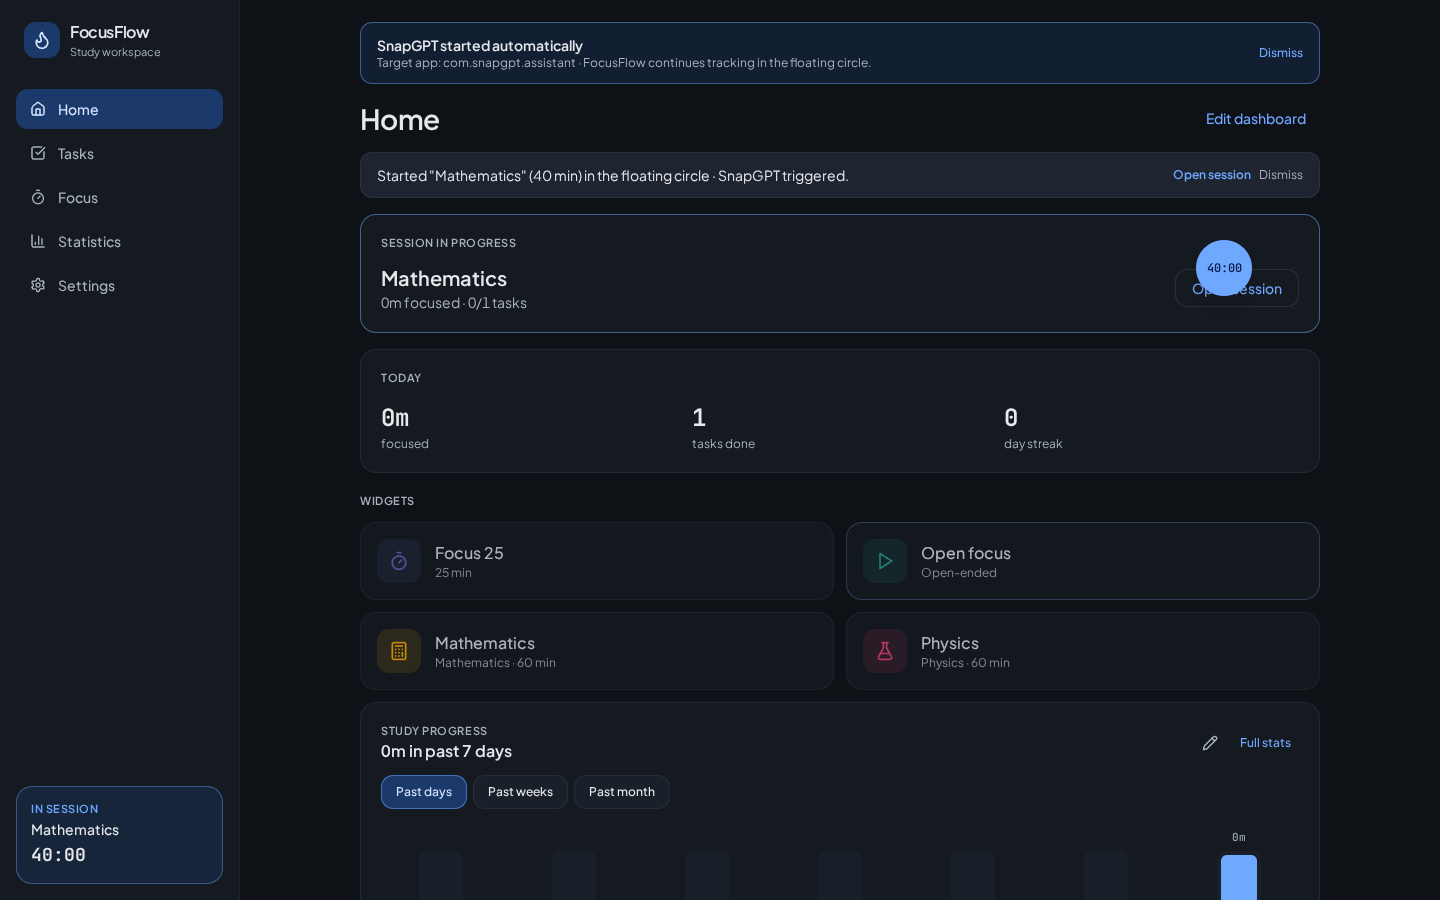 FocusFlow
Study workspace
Home
Tasks
Focus
Statistics
Settings
IN SESSION
Mathematics
40:00
SnapGPT started automatically
Target app: com.snapgpt.assistant · FocusFlow continues tracking in the floating circle.
Dismiss
Home
Edit dashboard
Started "Mathematics" (40 min) in the floating circle · SnapGPT triggered.
Open session
Dismiss
SESSION IN PROGRESS
Mathematics
0m focused · 0/1 tasks
40:00
TODAY
0m
focused
1
tasks done
0
day streak
WIDGETS
Focus 25
25 min
Open focus
Open-ended
Mathematics
Mathematics · 60 min
Physics
Physics · 60 min
STUDY PROGRESS
0m in past 7 days
Full stats
Past days
Past weeks
Past month
0m